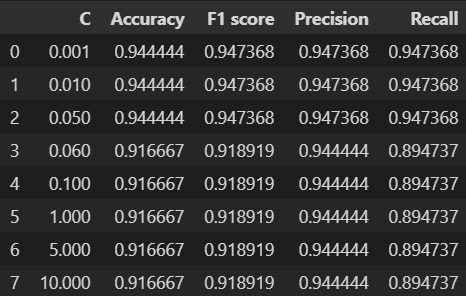 C Accuracy F1 score Precision Recall
0 0.001 0.944444 0.947368 0.947368 0.947368
1 0.010 0.944444 0.947368 0.947368 0.947368
2 0.050 0.944444 0.947368 0.947368 0.947368
3 0.060 0.916667 0.918919 0.944444 0.894737
4 0.100 0.916667 0.918919 0.944444 0.894737
5 1.000 0.916667 0.918919 0.944444 0.894737
6 5.000 0.916667 0.918919 0.944444 0.894737
7 10.000 0.916667 0.918919 0.944444 0.894737